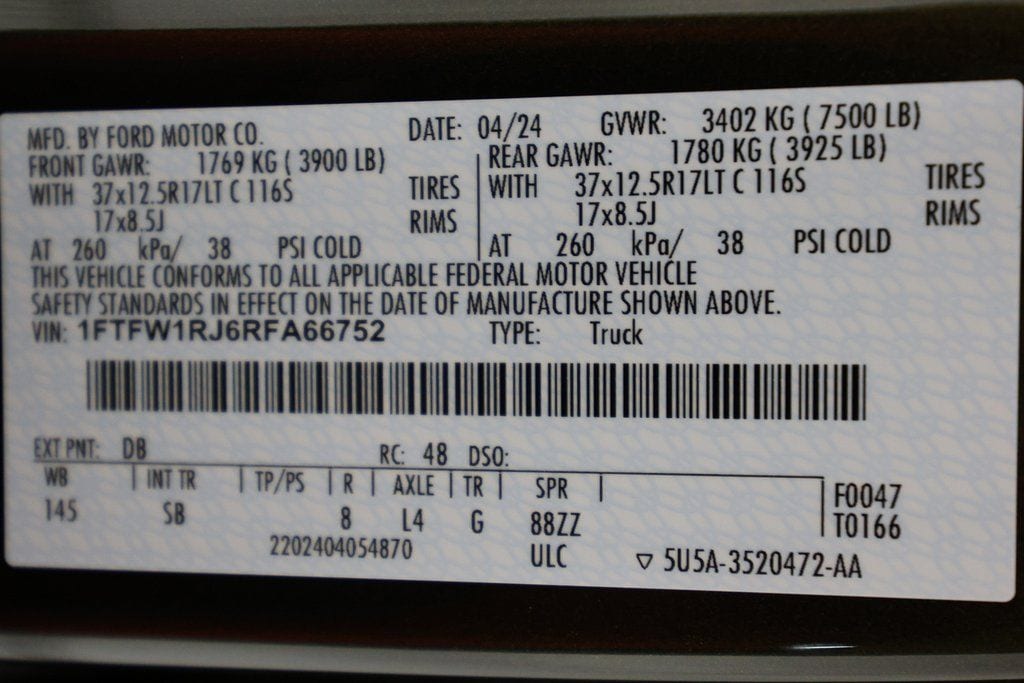 MFD. BY FORD MOTOR CO. DATE: 04/24 GVWR: 3402 KG ( 7500 LB)
FRONT GAWR: 1769 KG ( 3900 LB) REAR GAWR: 1780 KG ( 3925 LB)
WITH 37x12.5R17LT C 116S TIRES WITH 37x12.5R17LT C 116S TIRES
17x8.5J RIMS 17x8.5J RIMS
AT 260 kPa/ 38 PSI COLD AT 260 kPa/ 38 PSI COLD
THIS VEHICLE CONFORMS TO ALL APPLICABLE FEDERAL MOTOR VEHICLE
SAFETY STANDARDS IN EFFECT ON THE DATE OF MANUFACTURE SHOWN ABOVE.
VIN: 1FTFW1RJ6RFA66752 TYPE: Truck
EXT PNT: DB RC: 48 DSO:
WB INT TR TP/PS R AXLE TR SPR F0047
145 SB 8 L4 G 88ZZ T0166
2202404054870 ULC ▽ 5U5A-3520472-AA